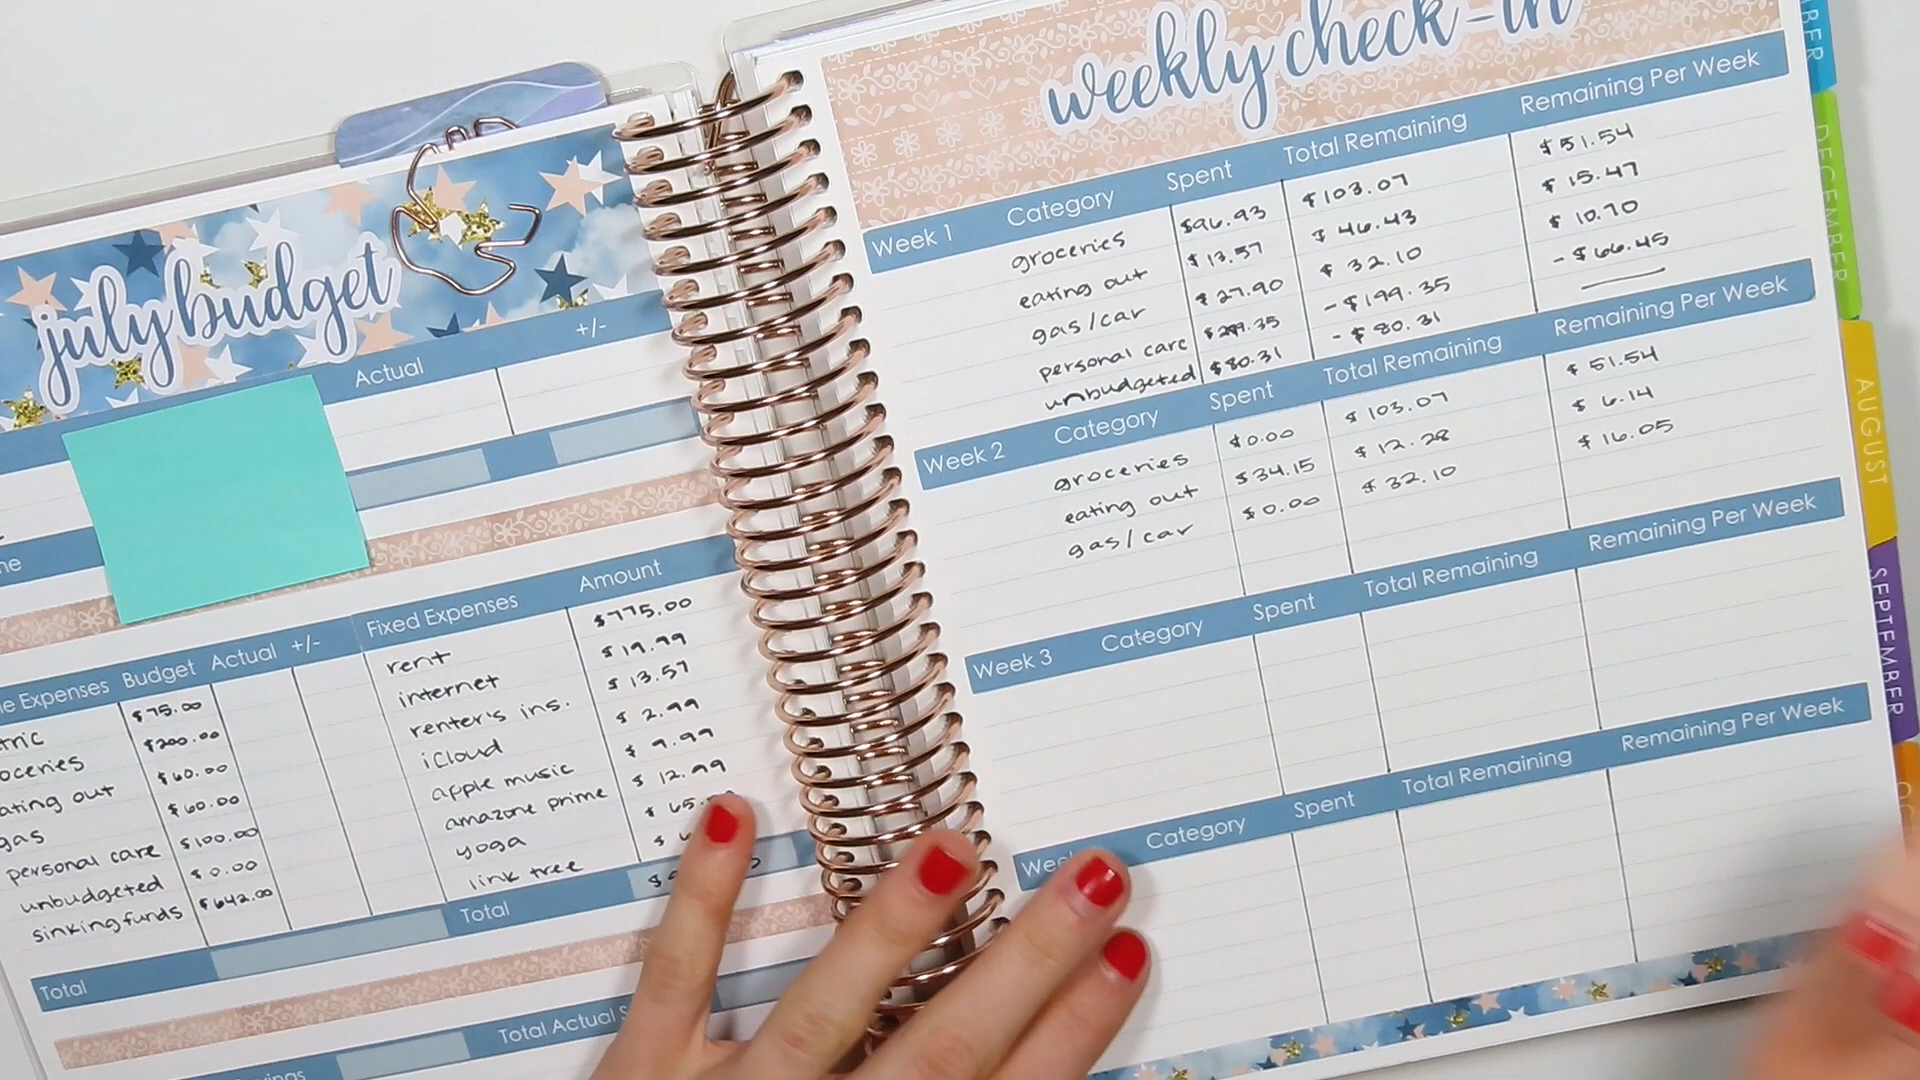 july budget
Actual +/-
Budget Actual +/-
$75.00
$200.00
eating out $60.00
gas $60.00
personal care $100.00
unbudgeted $0.00
sinking funds $642.00
Total
Fixed Expenses Amount
rent $775.00
internet $19.99
renter's ins. $13.57
iCloud $2.99
apple music $9.99
amazone prime $12.99
yoga $65.
link tree $
Total $
Total Actual
weekly check-in
Week 1 Category Spent Total Remaining Remaining Per Week
groceries $96.93 $103.07 $51.54
eating out $13.57 $46.43 $15.47
gas/car $27.90 $32.10 $10.70
personal care -$199.35 -$66.45
unbudgeted $80.31 -$80.31
Week 2 Category Spent Total Remaining Remaining Per Week
groceries $0.00 $103.07 $51.54
eating out $34.15 $12.28 $6.14
gas/car $0.00 $32.10 $16.05
Week 3 Category Spent Total Remaining Remaining Per Week
Category Spent Total Remaining Remaining Per Week
DECEMBER
AUGUST
SEPTEMBER